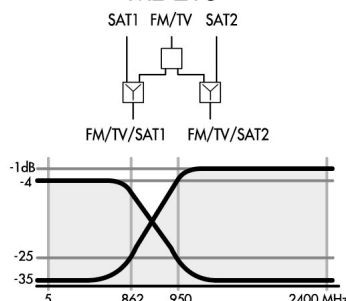 SAT1 FM/TV SAT2
FM/TV/SAT1 FM/TV/SAT2
-1dB
-4
-25
-35
5 862 950 2400 MHz